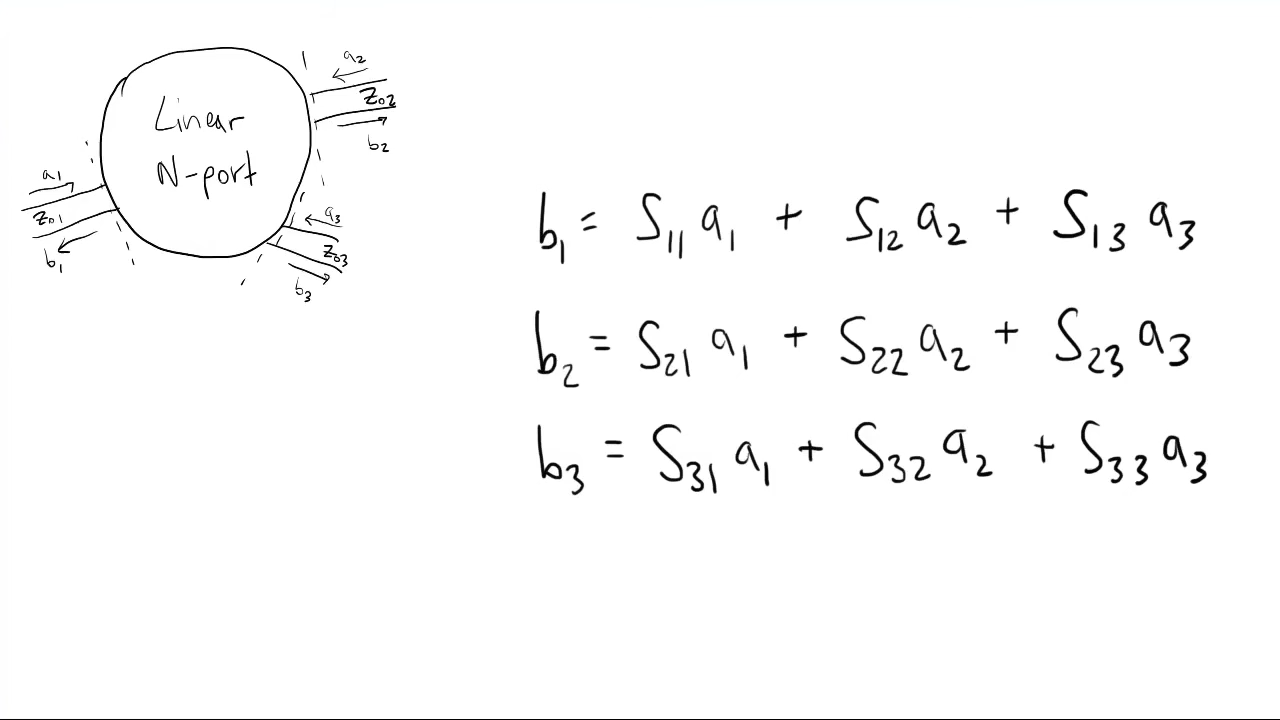 a₂
Z₀₂
b₂
Linear
N-port
a₁
Z₀₁
b₁
a₃
Z₀₃
b₃
b₁ = S₁₁ a₁ + S₁₂ a₂ + S₁₃ a₃
b₂ = S₂₁ a₁ + S₂₂ a₂ + S₂₃ a₃
b₃ = S₃₁ a₁ + S₃₂ a₂ + S₃₃ a₃